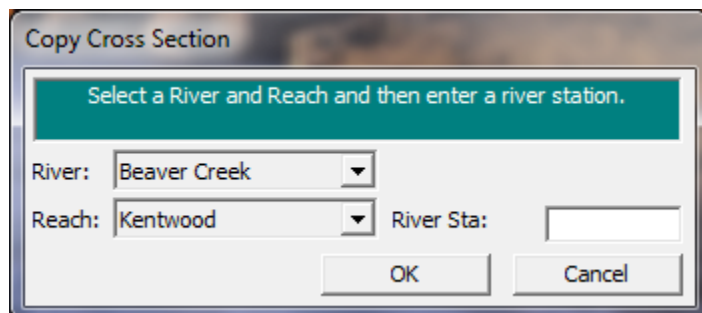 Copy Cross Section
Select a River and Reach and then enter a river station.
River: Beaver Creek
Reach: Kentwood River Sta:
OK Cancel